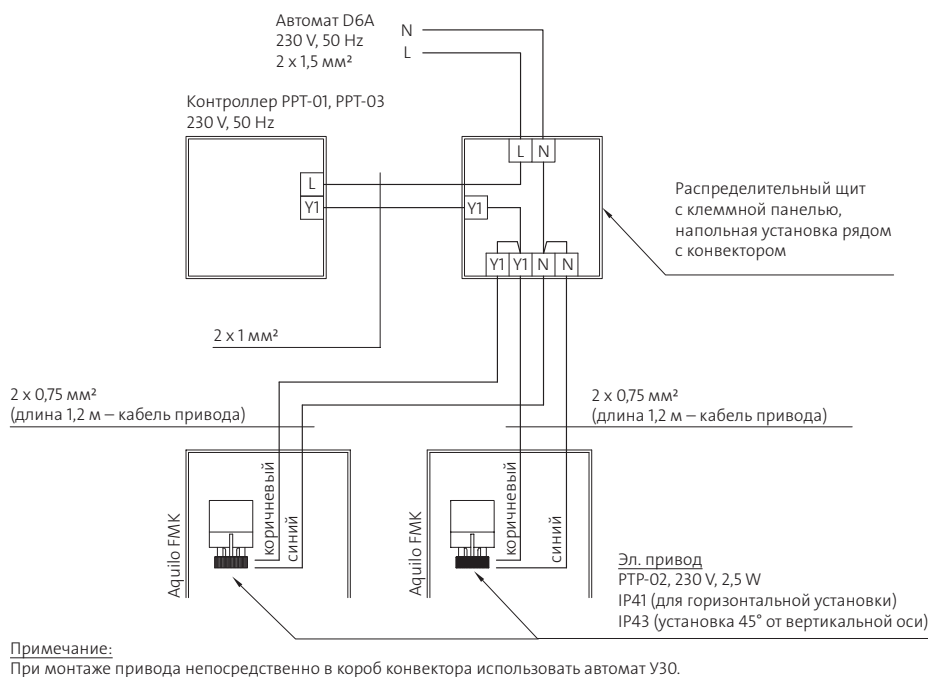 Автомат D6A
230 V, 50 Hz
2 x 1,5 мм²
N
L
Контроллер PPT-01, PPT-03
230 V, 50 Hz
L N
L
Y1
Y1
Y1 Y1 N N
Распределительный щит
с клеммной панелью,
напольная установка рядом
с конвектором
2 x 1 мм²
2 x 0,75 мм²
(длина 1,2 м – кабель привода)
2 x 0,75 мм²
(длина 1,2 м – кабель привода)
Aquilo FMK
коричневый
синий
Aquilo FMK
коричневый
синий
Эл. привод
PTP-02, 230 V, 2,5 W
IP41 (для горизонтальной установки)
IP43 (установка 45° от вертикальной оси)
Примечание:
При монтаже привода непосредственно в короб конвектора использовать автомат У30.